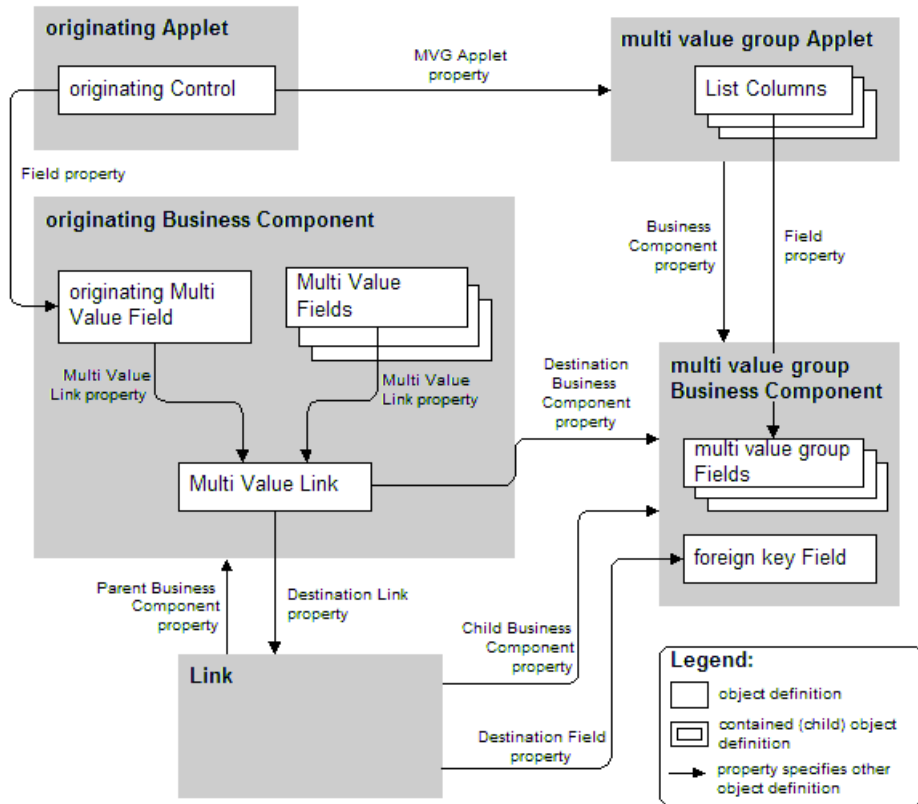 originating Applet
originating Control
MVG Applet
property
multi value group Applet
List Columns
Field property
originating Business Component
originating Multi
Value Field
Multi Value
Fields
Multi Value
Link property
Multi Value
Link property
Multi Value Link
Business
Component
property
Field
property
Destination
Business
Component
property
multi value group
Business Component
multi value group
Fields
foreign key Field
Parent Business
Component
property
Destination Link
property
Link
Child Business
Component
property
Destination Field
property
Legend:
object definition
contained (child) object
definition
property specifies other
object definition